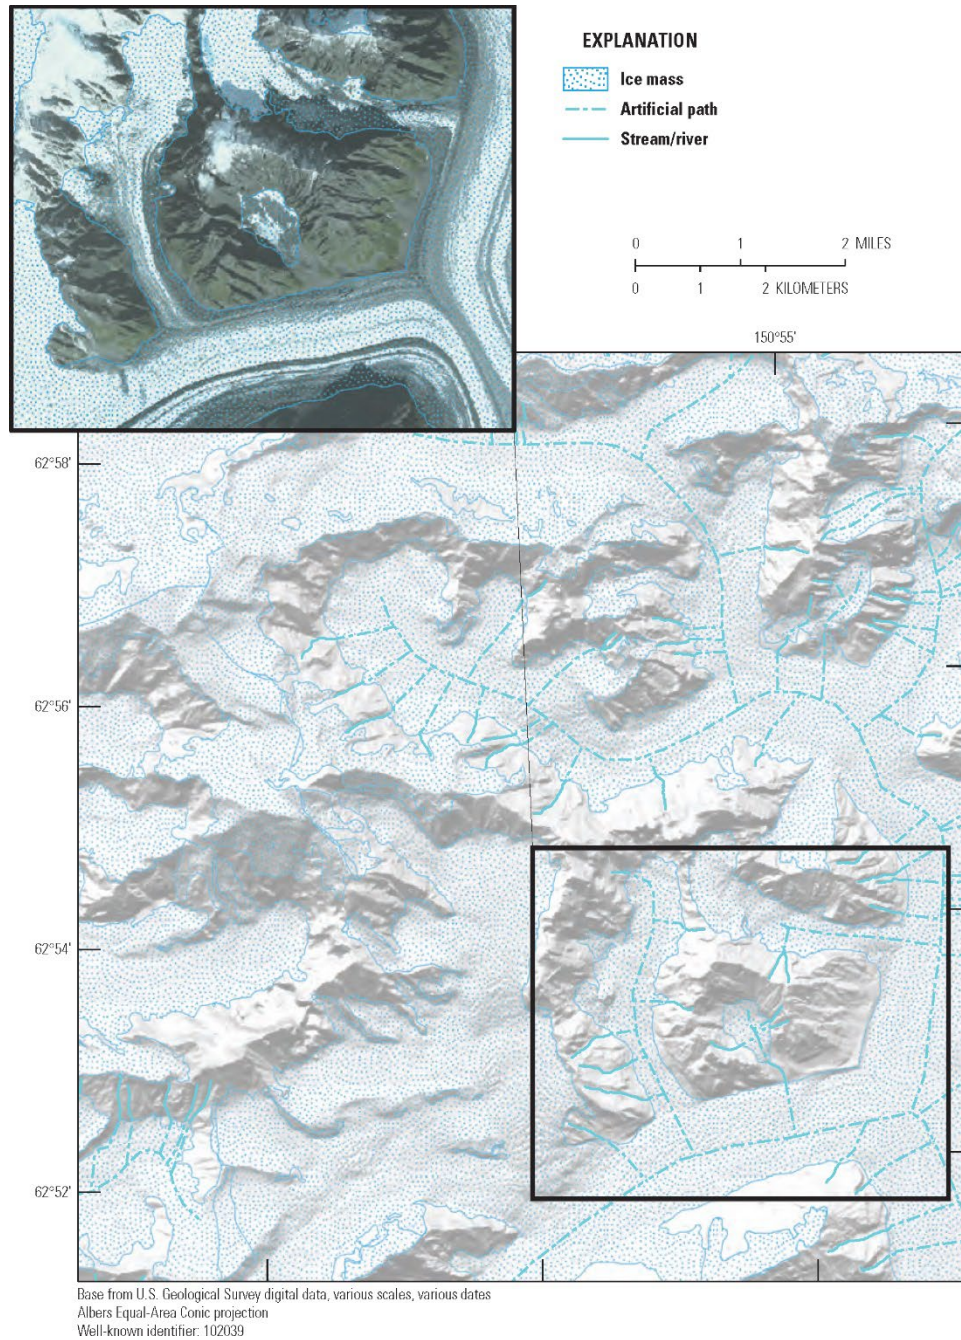 EXPLANATION
Ice mass
Artificial path
Stream/river
0 1 2 MILES
0 1 2 KILOMETERS
150°55'
62°58'
62°56'
62°54'
62°52'
Base from U.S. Geological Survey digital data, various scales, various dates
Albers Equal-Area Conic projection
Well-known identifier: 102039